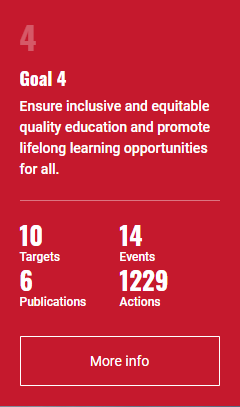 4
Goal 4
Ensure inclusive and equitable
quality education and promote
lifelong learning opportunities
for all.
10 14
Targets Events
6 1229
Publications Actions
More info